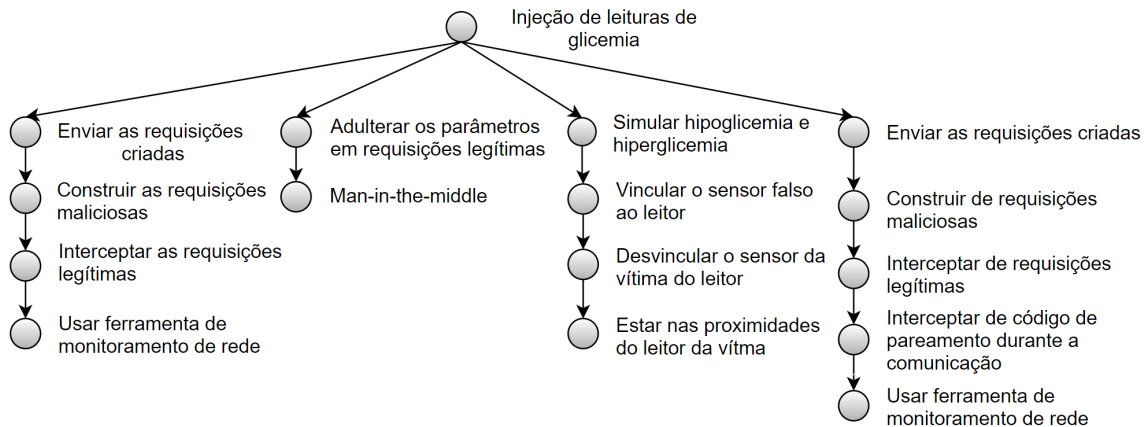 Injeção de leituras de
glicemia
Enviar as requisições
criadas
Construir as requisições
maliciosas
Interceptar as requisições
legítimas
Usar ferramenta de
monitoramento de rede
Adulterar os parâmetros
em requisições legítimas
Man-in-the-middle
Simular hipoglicemia e
hiperglicemia
Vincular o sensor falso
ao leitor
Desvincular o sensor da
vítima do leitor
Estar nas proximidades
do leitor da vítma
Enviar as requisições criadas
Construir de requisições
maliciosas
Interceptar de requisições
legítimas
Interceptar de código de
pareamento durante a
comunicação
Usar ferramenta de
monitoramento de rede